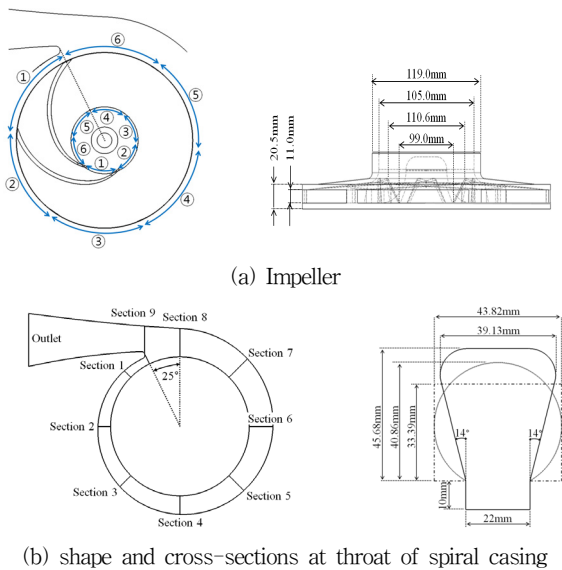 ⑥
①
⑤
②
④
③
④
⑤
③
⑥
②
①
119.0mm
105.0mm
110.6mm
99.0mm
20.5mm
11.0mm
(a) Impeller
Section 9
Section 8
Outlet
Section 7
Section 1
25°
Section 2
Section 6
Section 3
Section 5
Section 4
43.82mm
39.13mm
45.68mm
40.86mm
33.39mm
14°
14°
10mm
22mm
(b) shape and cross-sections at throat of spiral casing